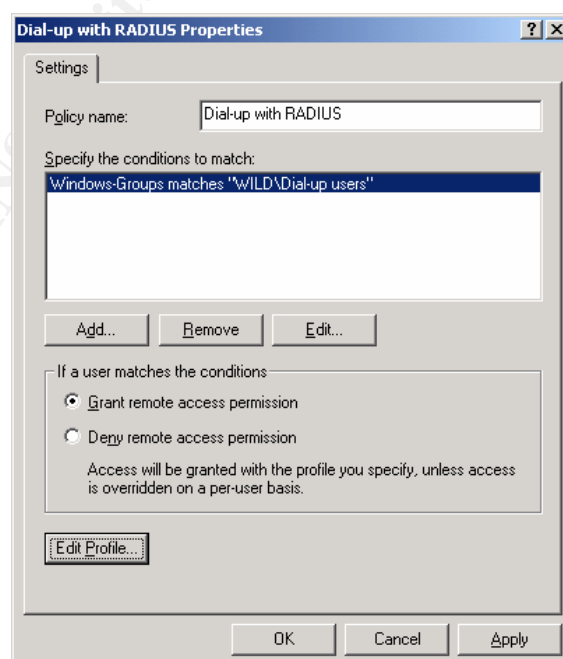 Dial-up with RADIUS Properties
Settings
Policy name: Dial-up with RADIUS
Specify the conditions to match:
Windows-Groups matches "WILD\Dial-up users"
Add... Remove Edit...
If a user matches the conditions
Grant remote access permission
Deny remote access permission
Access will be granted with the profile you specify, unless access
is overridden on a per-user basis.
Edit Profile...
OK Cancel Apply